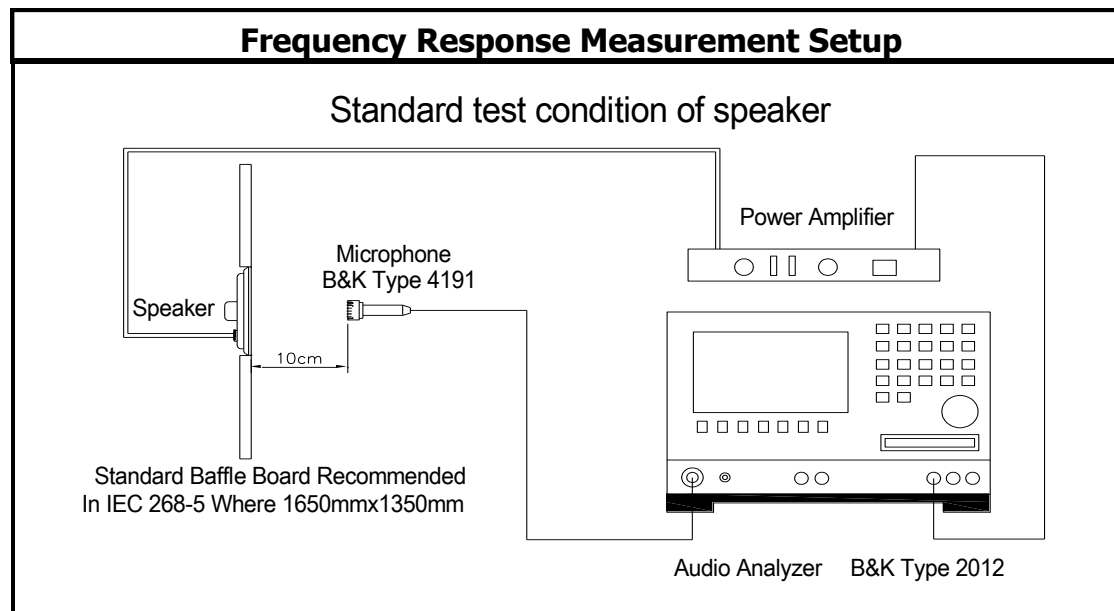 Frequency Response Measurement Setup
Standard test condition of speaker
Power Amplifier
Microphone
B&K Type 4191
Speaker
10cm
Standard Baffle Board Recommended
In IEC 268-5 Where 1650mmx1350mm
Audio Analyzer B&K Type 2012